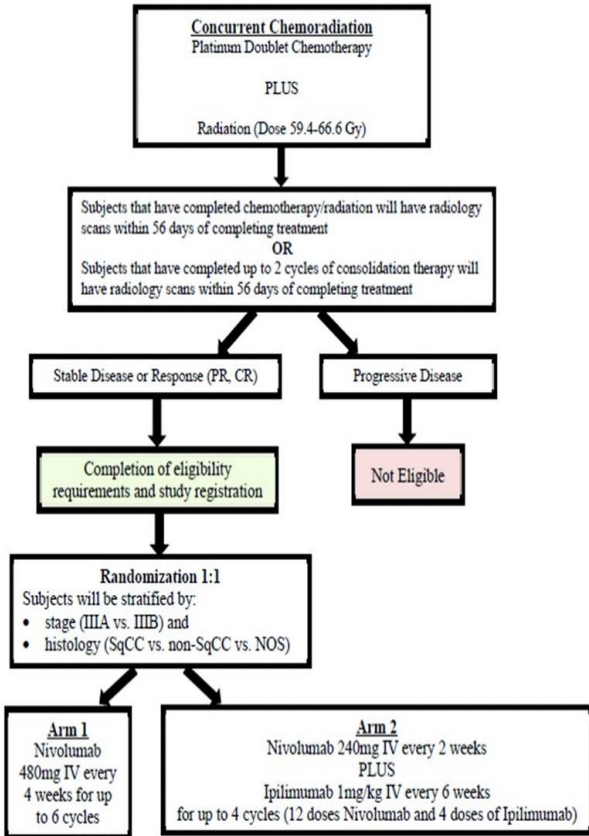 Concurrent Chemoradiation
Platinum Doublet Chemotherapy
PLUS
Radiation (Dose 59.4-66.6 Gy)
Subjects that have completed chemotherapy/radiation will have radiology
scans within 56 days of completing treatment
OR
Subjects that have completed up to 2 cycles of consolidation therapy will
have radiology scans within 56 days of completing treatment
Stable Disease or Response (PR, CR)
Progressive Disease
Completion of eligibility
requirements and study registration
Not Eligible
Randomization 1:1
Subjects will be stratified by:
• stage (IIIA vs. IIIB) and
• histology (SqCC vs. non-SqCC vs. NOS)
Arm 1
Nivolumab
480mg IV every
4 weeks for up
to 6 cycles
Arm 2
Nivolumab 240mg IV every 2 weeks
PLUS
Ipilimumab 1mg/kg IV every 6 weeks
for up to 4 cycles (12 doses Nivolumab and 4 doses of Ipilimumab)